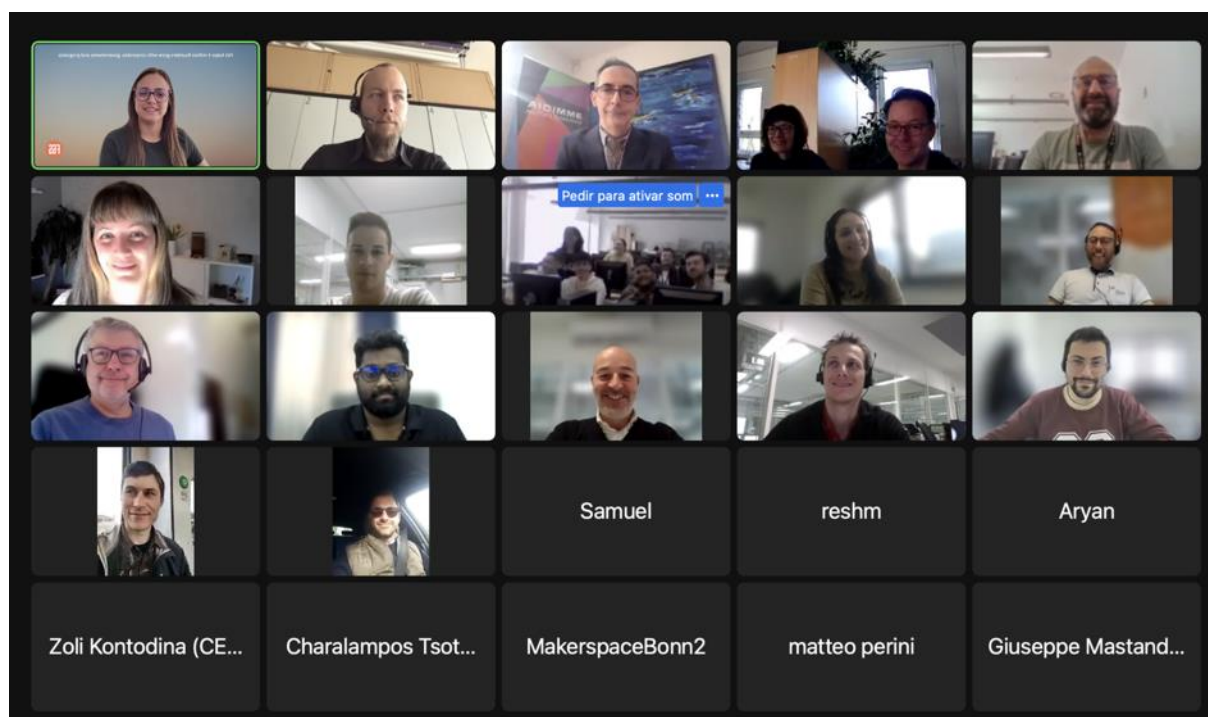 AIDIMME
Pedir para ativar som ...
Samuel
reshm
Aryan
Zoli Kontodina (CE...
Charalampos Tsot...
MakerspaceBonn2
matteo perini
Giuseppe Mastand...